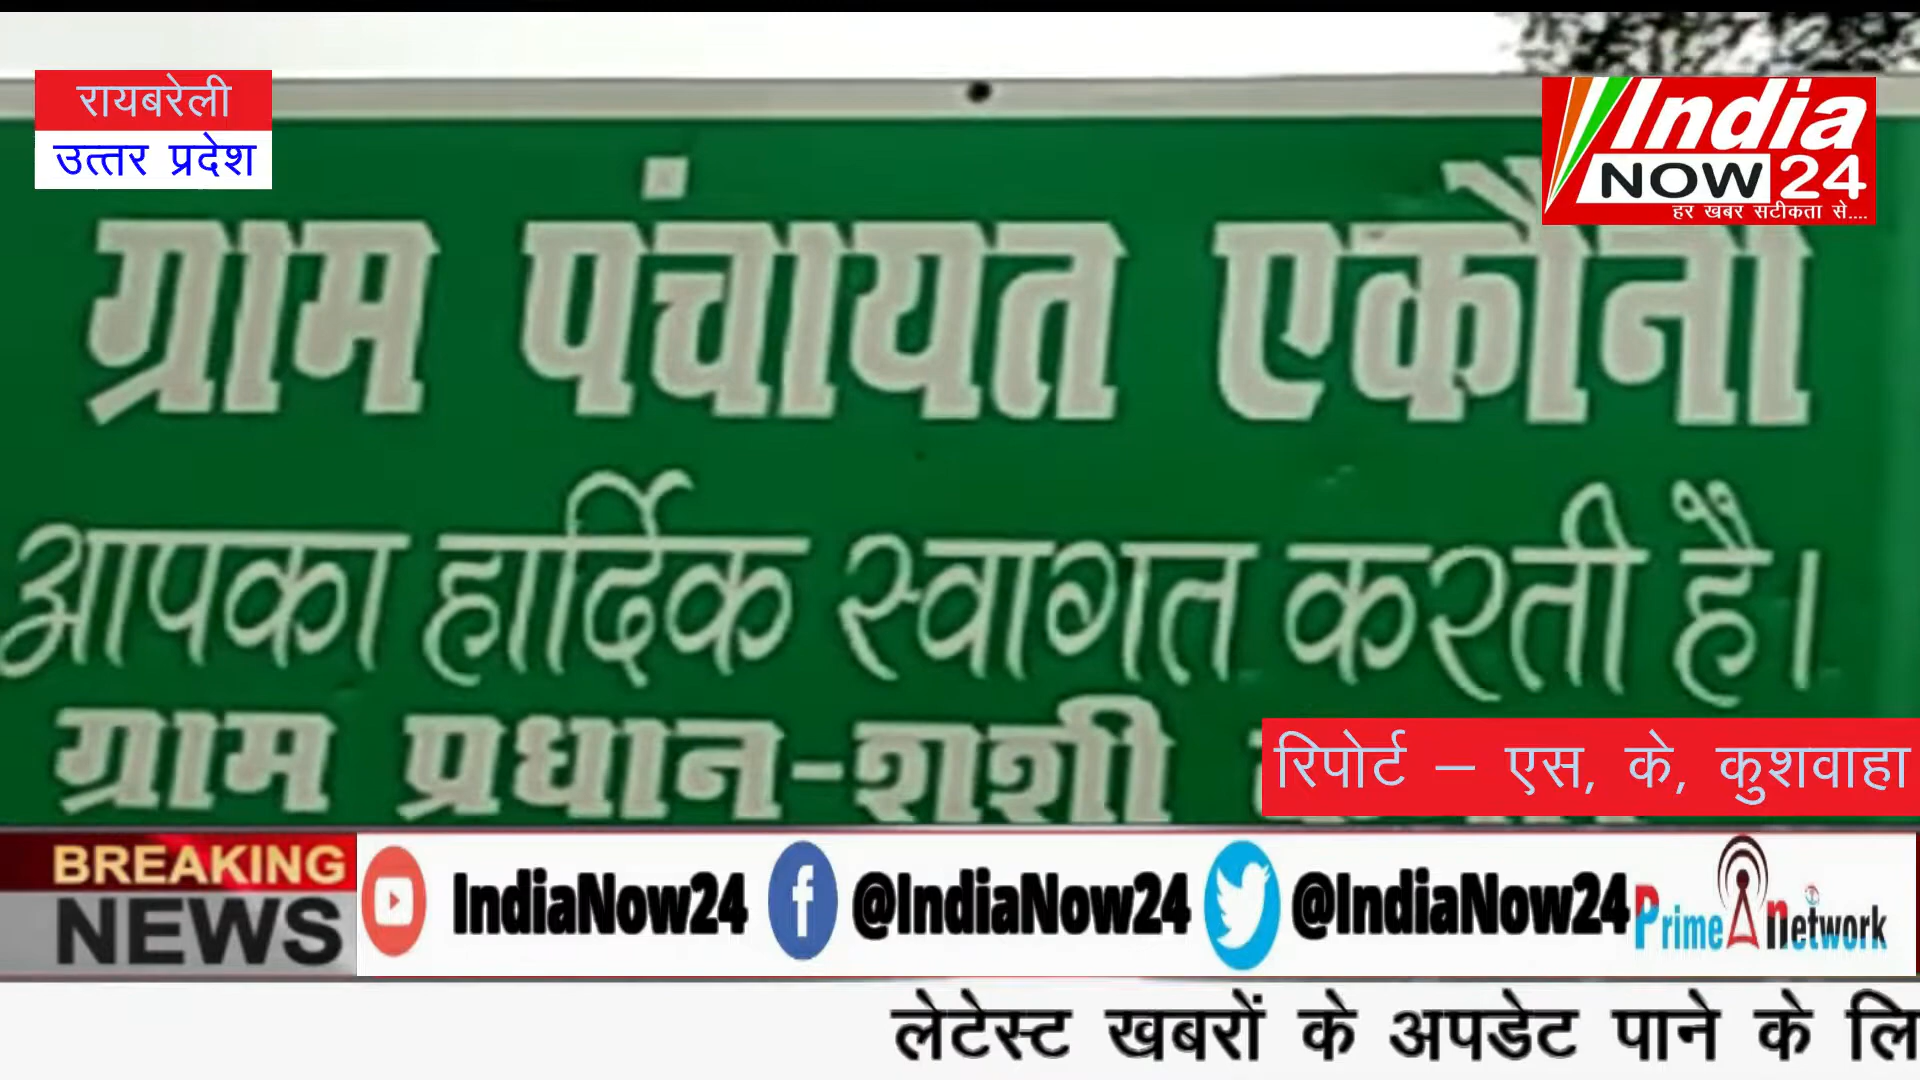 रायबरेली
उत्तर प्रदेश
India
NOW 24
हर खबर सटीकता से....
ग्राम पंचायत एकौना
आपका हार्दिक स्वागत करती है।
ग्राम प्रधान-शशी
रिपोर्ट – एस, के, कुशवाहा
BREAKING
NEWS
IndiaNow24 @IndiaNow24 @IndiaNow24 Prime Network
लेटेस्ट खबरों के अपडेट पाने के लि